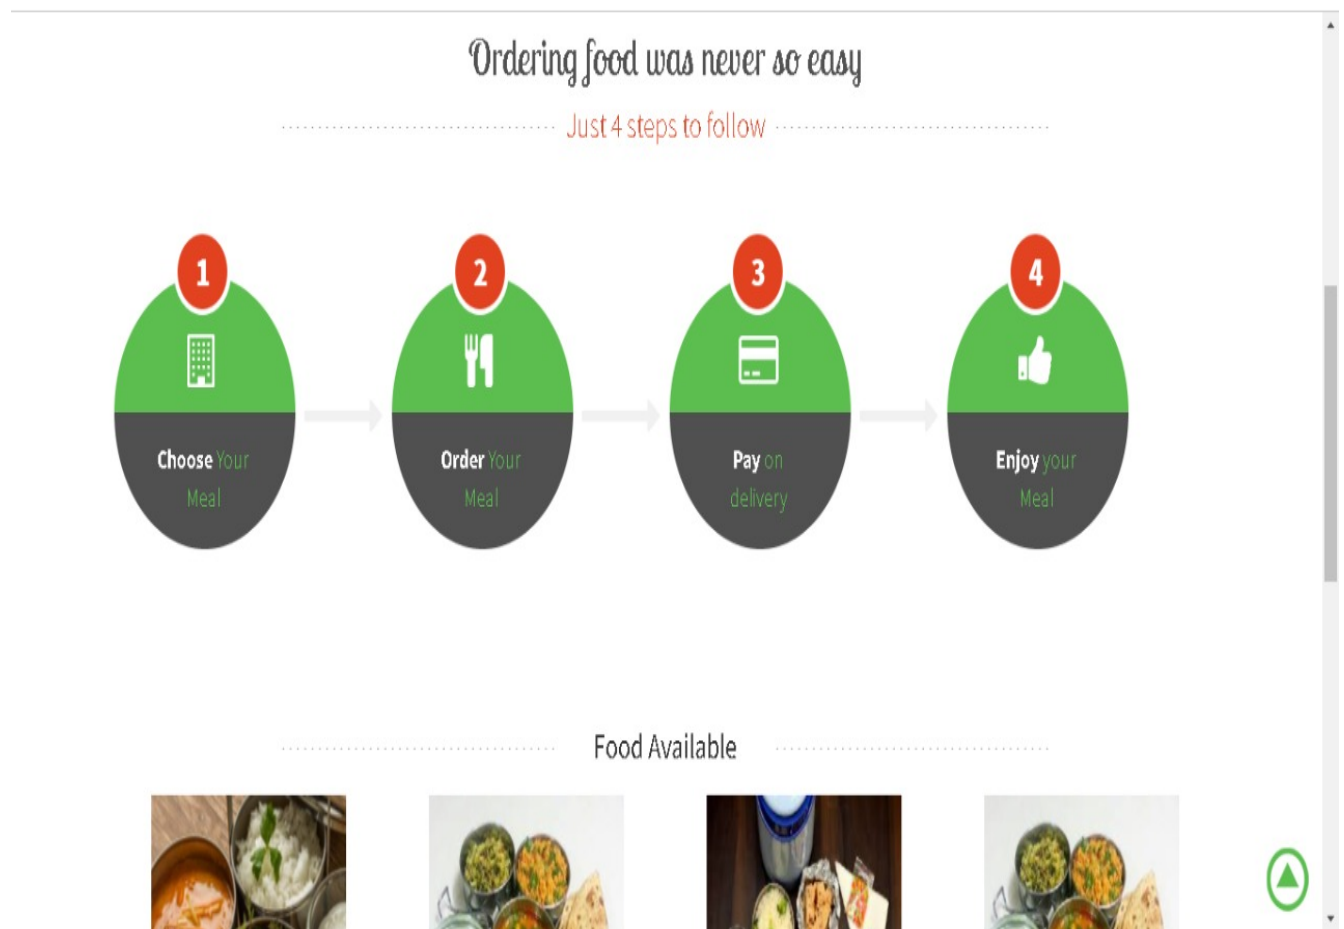 Ordering food was never so easy
Just 4 steps to follow
1
2
3
4
Choose Your
Meal
Order Your
Meal
Pay on
delivery
Enjoy your
Meal
Food Available